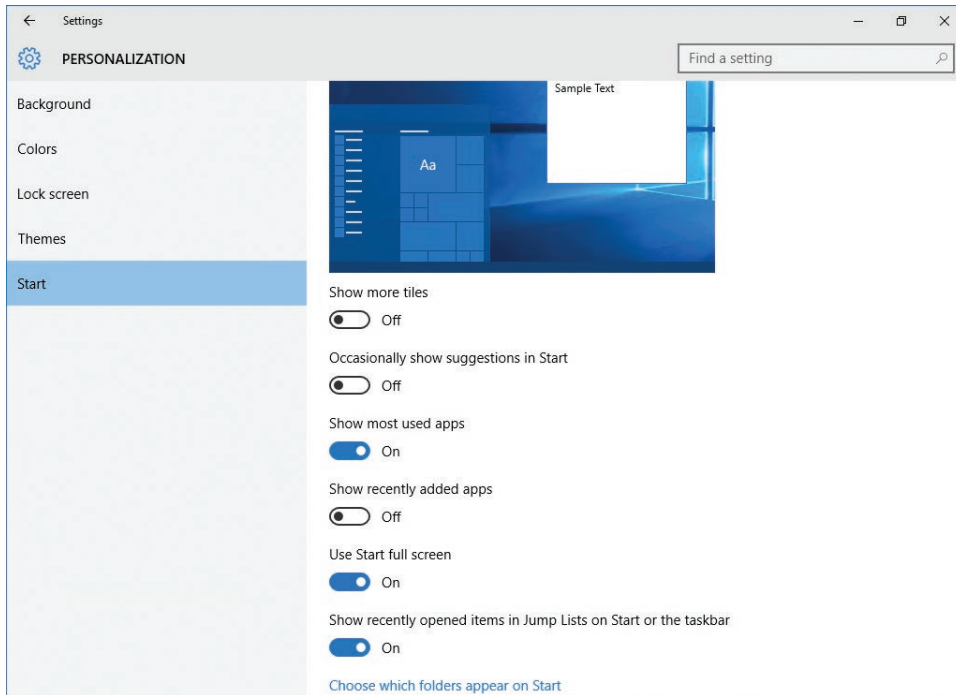 Settings
PERSONALIZATION
Find a setting
Background
Colors
Lock screen
Themes
Start
Sample Text
Aa
Show more tiles
Off
Occasionally show suggestions in Start
Off
Show most used apps
On
Show recently added apps
Off
Use Start full screen
On
Show recently opened items in Jump Lists on Start or the taskbar
On
Choose which folders appear on Start